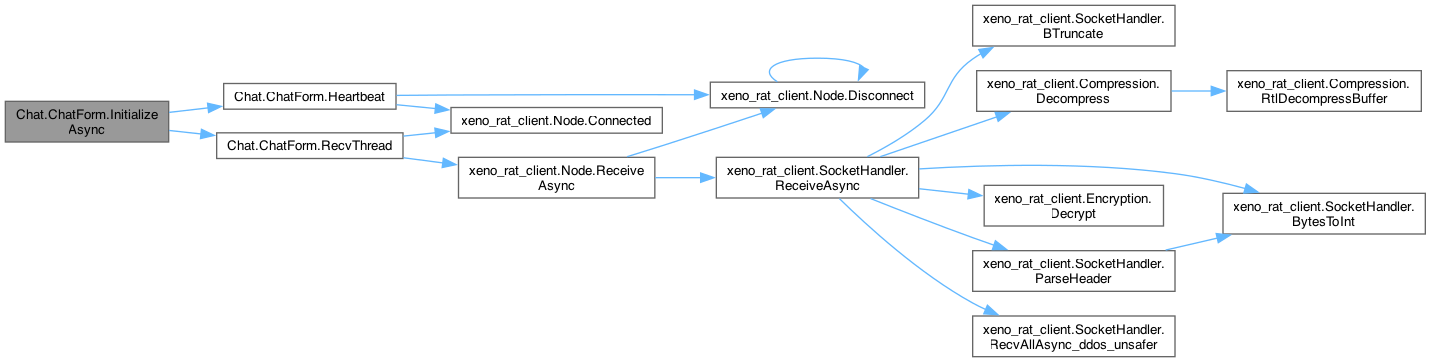 Chat.ChatForm.Initialize
Async
Chat.ChatForm.Heartbeat
Chat.ChatForm.RecvThread
xeno_rat_client.Node.Disconnect
xeno_rat_client.Node.Connected
xeno_rat_client.Node.Receive
Async
xeno_rat_client.SocketHandler.
ReceiveAsync
xeno_rat_client.SocketHandler.
BTruncate
xeno_rat_client.Compression.
Decompress
xeno_rat_client.Encryption.
Decrypt
xeno_rat_client.SocketHandler.
ParseHeader
xeno_rat_client.SocketHandler.
RecvAllAsync_ddos_unsafer
xeno_rat_client.Compression.
RtlDecompressBuffer
xeno_rat_client.SocketHandler.
BytesToInt